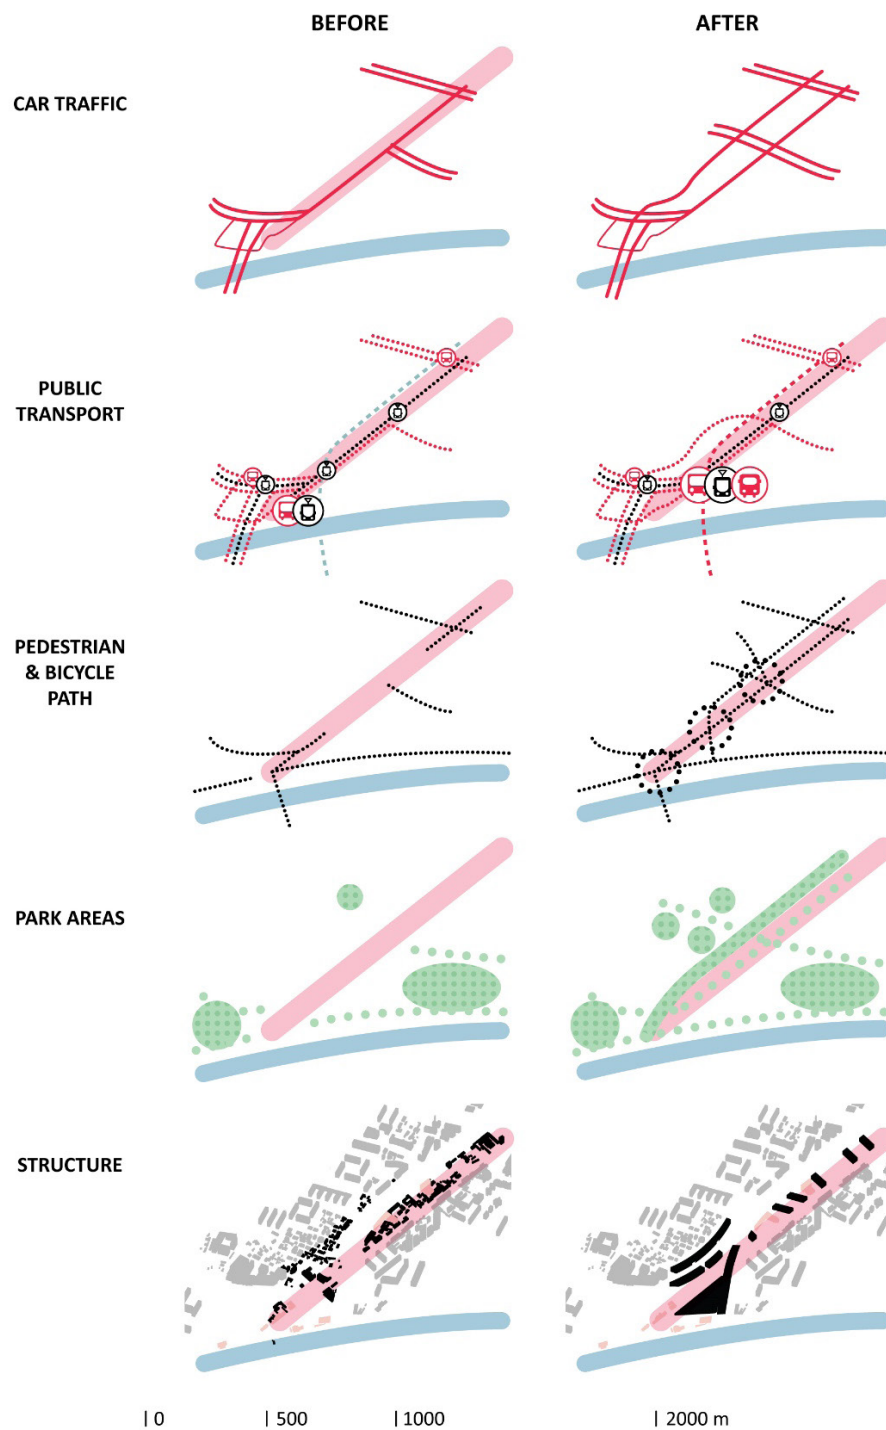 BEFORE
AFTER
CAR TRAFFIC
PUBLIC
TRANSPORT
PEDESTRIAN
& BICYCLE
PATH
PARK AREAS
STRUCTURE
| 0 | 500 | 1000 | 2000 m